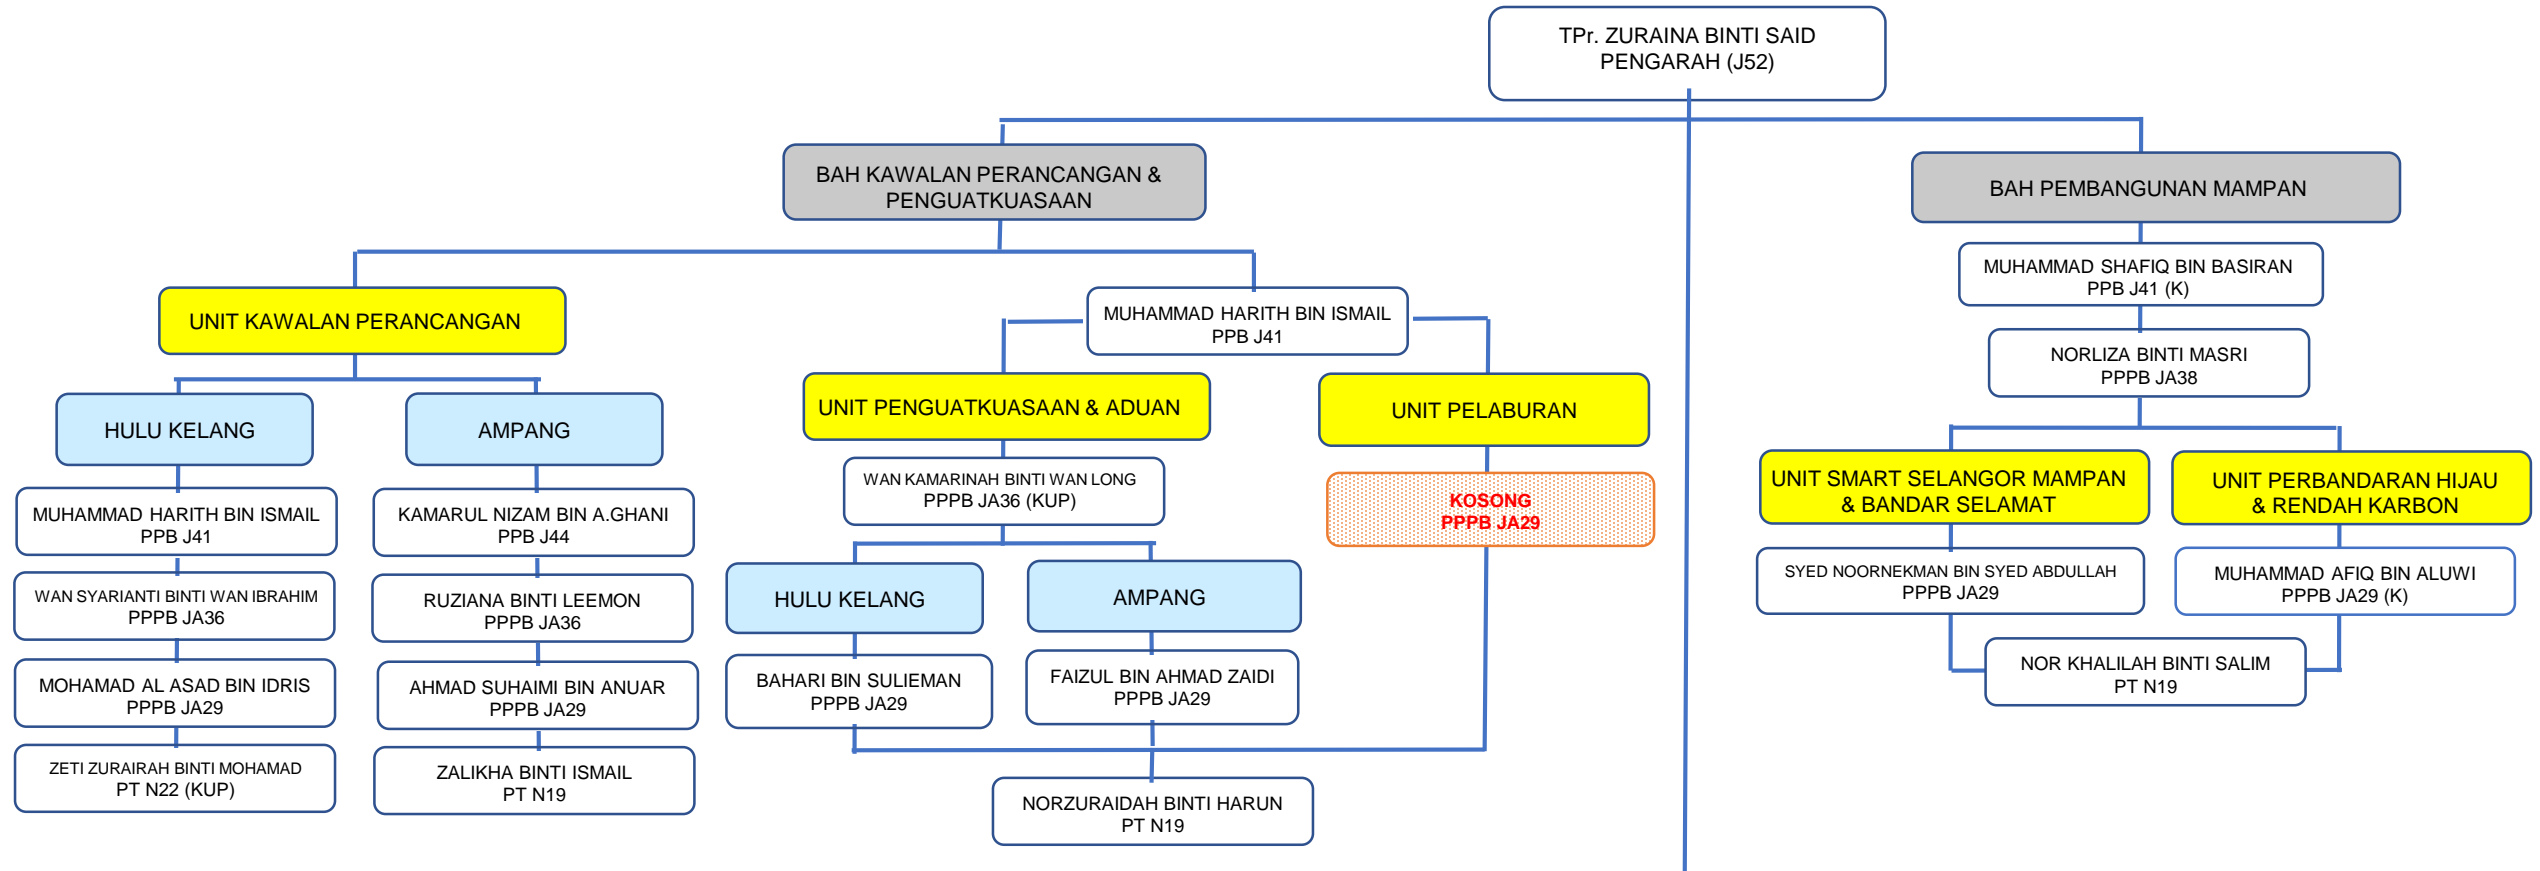 TPr. ZURAINA BINTI SAID
PENGARAH (J52)
BAH KAWALAN PERANCANGAN &
PENGUATKUASAAN
BAH PEMBANGUNAN MAMPAN
MUHAMMAD SHAFIQ BIN BASIRAN
PPB J41 (K)
NORLIZA BINTI MASRI
PPPB JA38
UNIT KAWALAN PERANCANGAN
MUHAMMAD HARITH BIN ISMAIL
PPB J41
HULU KELANG
AMPANG
UNIT PENGUATKUASAAN & ADUAN
UNIT PELABURAN
MUHAMMAD HARITH BIN ISMAIL
PPB J41
WAN SYARIANTI BINTI WAN IBRAHIM
PPPB JA36
MOHAMAD AL ASAD BIN IDRIS
PPPB JA29
ZETI ZURAIRAH BINTI MOHAMAD
PT N22 (KUP)
KAMARUL NIZAM BIN A.GHANI
PPB J44
RUZIANA BINTI LEEMON
PPPB JA36
AHMAD SUHAIMI BIN ANUAR
PPPB JA29
ZALIKHA BINTI ISMAIL
PT N19
WAN KAMARINAH BINTI WAN LONG
PPPB JA36 (KUP)
KOSONG
PPPB JA29
HULU KELANG
AMPANG
BAHARI BIN SULIEMAN
PPPB JA29
FAIZUL BIN AHMAD ZAIDI
PPPB JA29
NORZURAIDAH BINTI HARUN
PT N19
UNIT SMART SELANGOR MAMPAN
& BANDAR SELAMAT
UNIT PERBANDARAN HIJAU
& RENDAH KARBON
SYED NOORNEKMAN BIN SYED ABDULLAH
PPPB JA29
MUHAMMAD AFIQ BIN ALUWI
PPPB JA29 (K)
NOR KHALILAH BINTI SALIM
PT N19